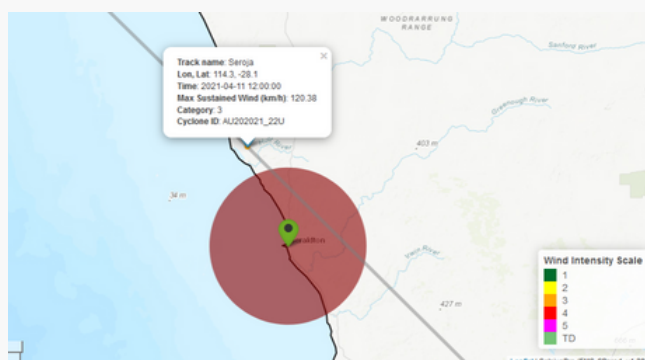 WOODRARRUNG
RANGE
Sanford River
Track name: Seroja
Lon, Lat: 114.3, -28.1
Time: 2021-04-11 12:00:00
Max Sustained Wind (km/h): 120.38
Category: 3
Cyclone ID: AU202021_22U
×
Greenough River
River
403 m
34 m
Irwin River
427 m
Wind Intensity Scale
1
2
3
4
5
TD